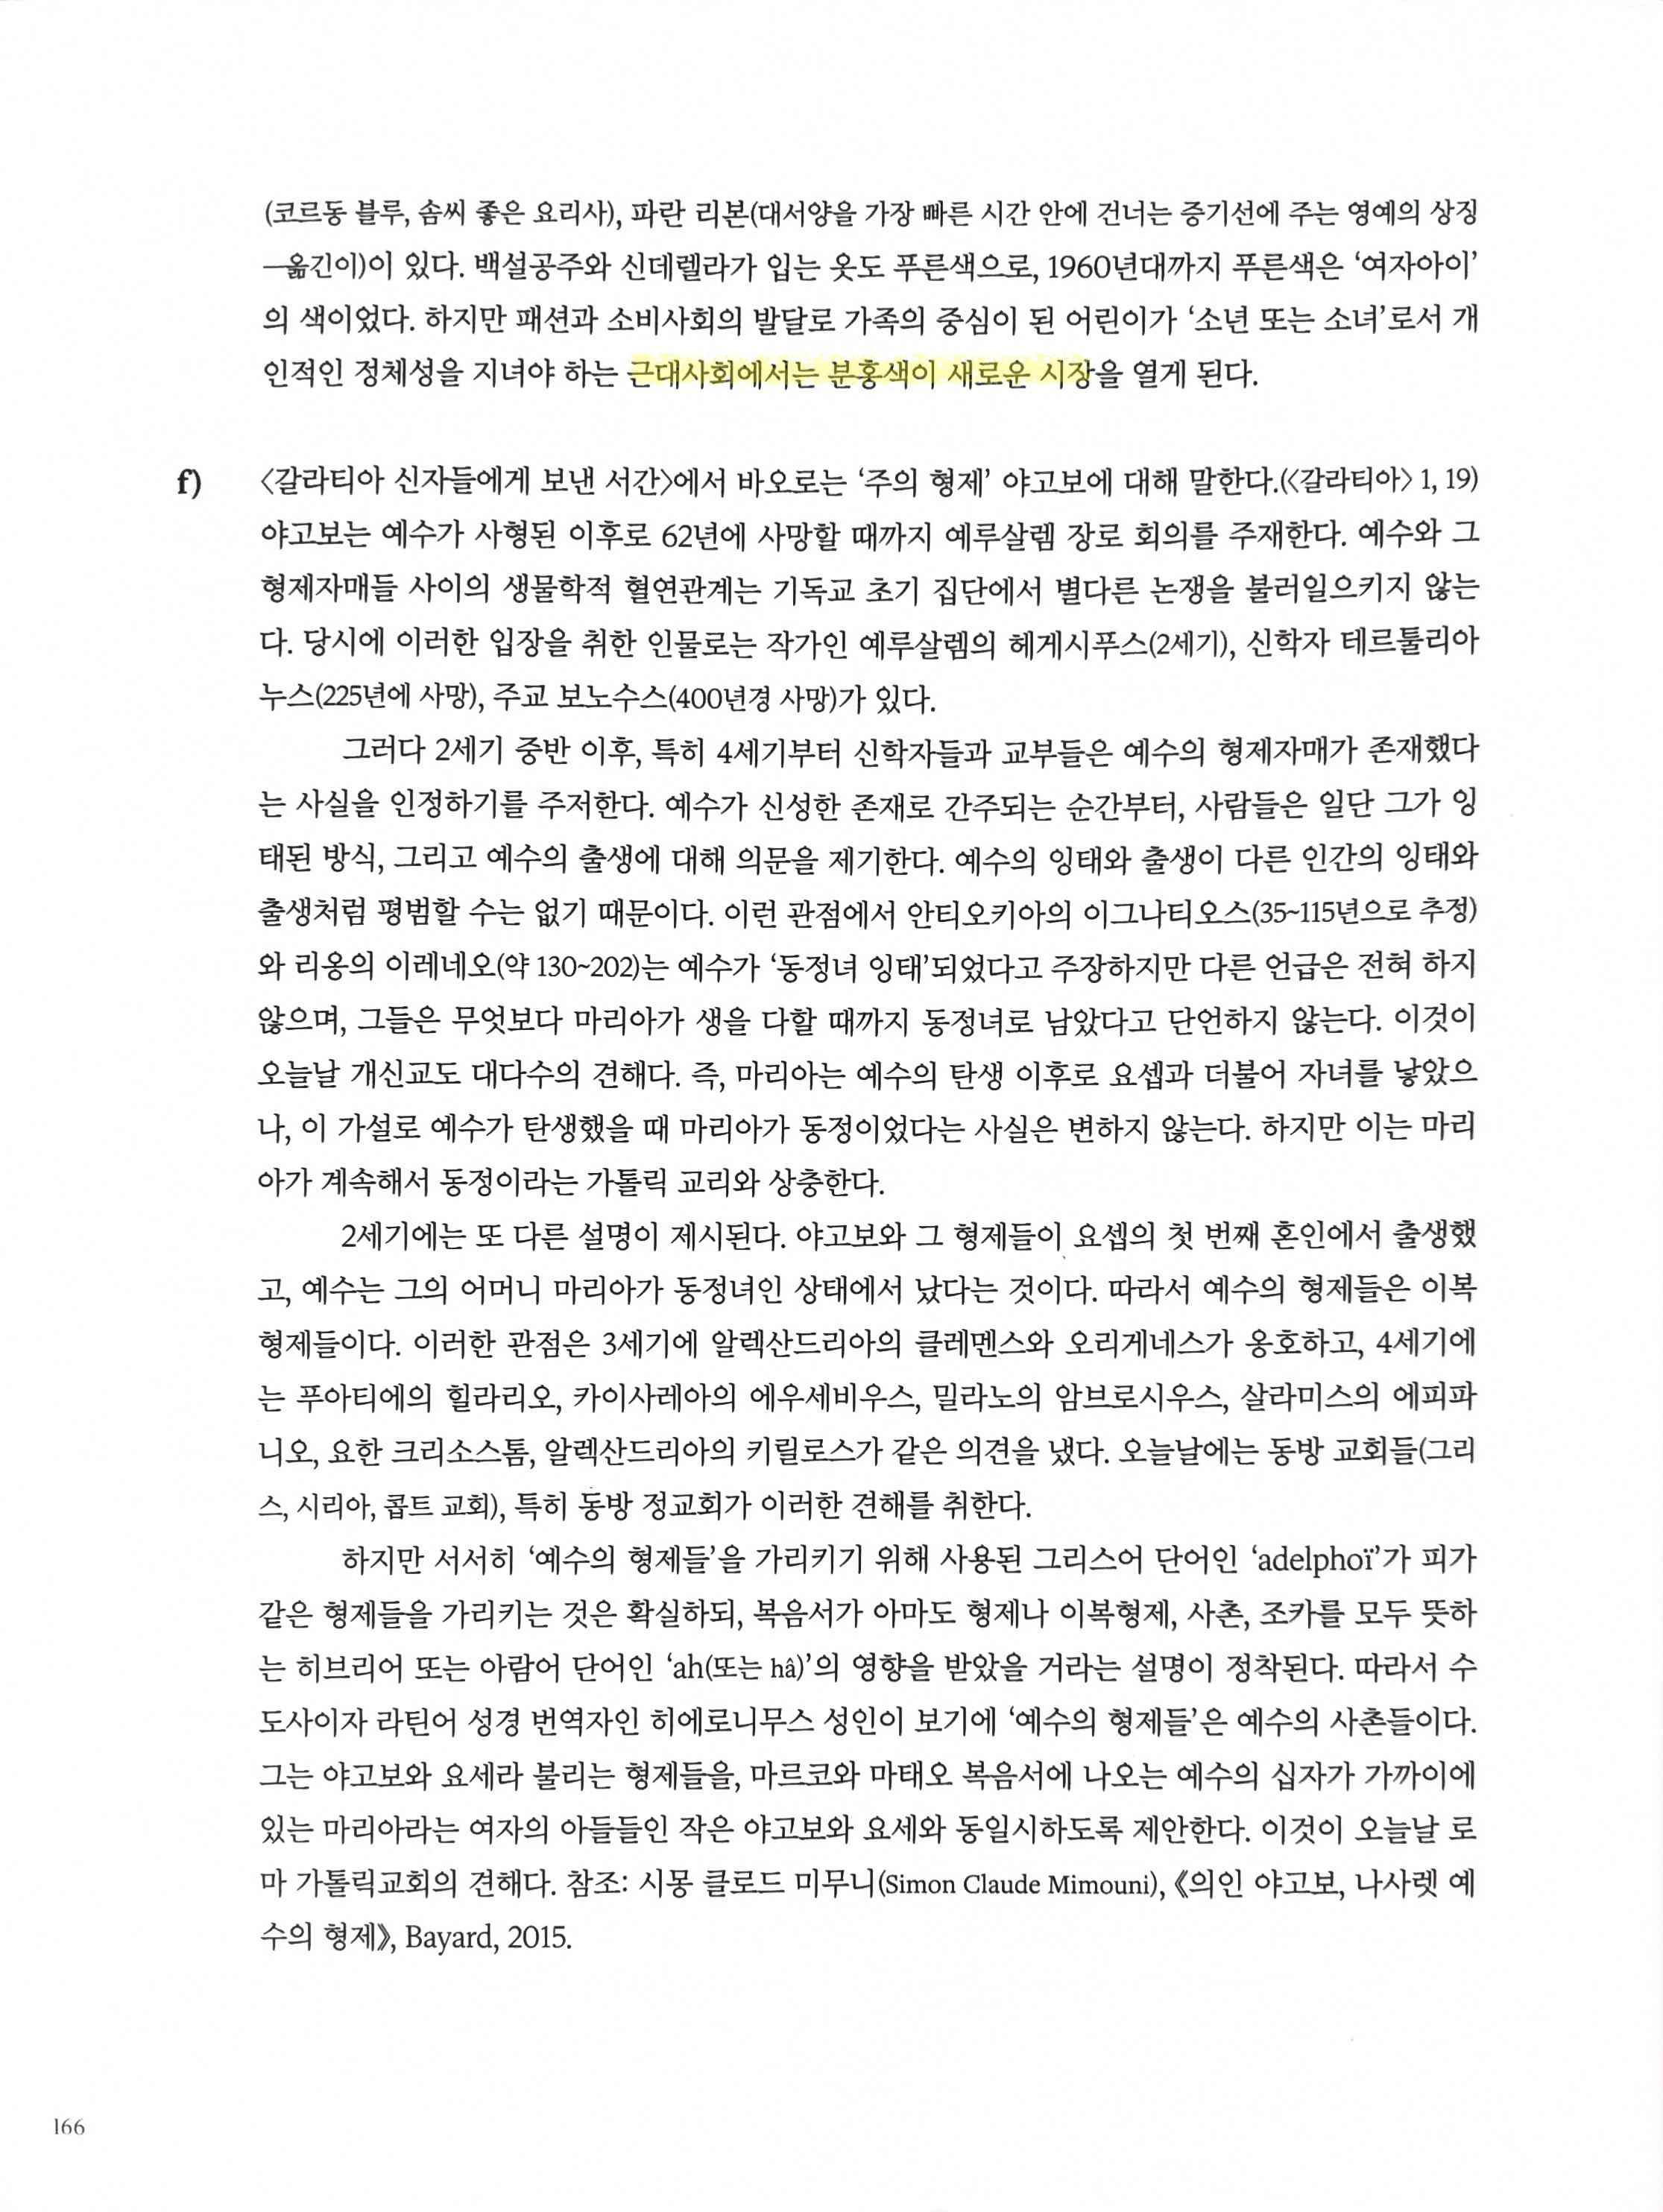 (코르동 블루, 솜씨 좋은 요리사), 파란 리본(대서양을 가장 빠른 시간 안에 건너는 증기선에 주는 영예의 상징
—옮긴이)이 있다. 백설공주와 신데렐라가 입는 옷도 푸른색으로, 1960년대까지 푸른색은 ‘여자아이’
의 색이었다. 하지만 패션과 소비사회의 발달로 가족의 중심이 된 어린이가 ‘소년 또는 소녀’로서 개
인적인 정체성을 지녀야 하는 근대사회에서는 분홍색이 새로운 시장을 열게 된다.
f) 〈갈라티아 신자들에게 보낸 서간〉에서 바오로는 ‘주의 형제’ 야고보에 대해 말한다.(〈갈라티아〉 1, 19)
야고보는 예수가 사형된 이후로 62년에 사망할 때까지 예루살렘 장로 회의를 주재한다. 예수와 그
형제자매들 사이의 생물학적 혈연관계는 기독교 초기 집단에서 별다른 논쟁을 불러일으키지 않는
다. 당시에 이러한 입장을 취한 인물로는 작가인 예루살렘의 헤게시푸스(2세기), 신학자 테르툴리아
누스(225년에 사망), 주교 보노수스(400년경 사망)가 있다.
그러다 2세기 중반 이후, 특히 4세기부터 신학자들과 교부들은 예수의 형제자매가 존재했다
는 사실을 인정하기를 주저한다. 예수가 신성한 존재로 간주되는 순간부터, 사람들은 일단 그가 잉
태된 방식, 그리고 예수의 출생에 대해 의문을 제기한다. 예수의 잉태와 출생이 다른 인간의 잉태와
출생처럼 평범할 수는 없기 때문이다. 이런 관점에서 안티오키아의 이그나티오스(35~115년으로 추정)
와 리옹의 이레네오(약 130~202)는 예수가 ‘동정녀 잉태’되었다고 주장하지만 다른 언급은 전혀 하지
않으며, 그들은 무엇보다 마리아가 생을 다할 때까지 동정녀로 남았다고 단언하지 않는다. 이것이
오늘날 개신교도 대다수의 견해다. 즉, 마리아는 예수의 탄생 이후로 요셉과 더불어 자녀를 낳았으
나, 이 가설로 예수가 탄생했을 때 마리아가 동정이었다는 사실은 변하지 않는다. 하지만 이는 마리
아가 계속해서 동정이라는 가톨릭 교리와 상충한다.
2세기에는 또 다른 설명이 제시된다. 야고보와 그 형제들이 요셉의 첫 번째 혼인에서 출생했
고, 예수는 그의 어머니 마리아가 동정녀인 상태에서 났다는 것이다. 따라서 예수의 형제들은 이복
형제들이다. 이러한 관점은 3세기에 알렉산드리아의 클레멘스와 오리게네스가 옹호하고, 4세기에
는 푸아티에의 힐라리오, 카이사레아의 에우세비우스, 밀라노의 암브로시우스, 살라미스의 에피파
니오, 요한 크리소스톰, 알렉산드리아의 키릴로스가 같은 의견을 냈다. 오늘날에는 동방 교회들(그리
스, 시리아, 콥트 교회), 특히 동방 정교회가 이러한 견해를 취한다.
하지만 서서히 ‘예수의 형제들’을 가리키기 위해 사용된 그리스어 단어인 ‘adelphoï’가 피가
같은 형제들을 가리키는 것은 확실하되, 복음서가 아마도 형제나 이복형제, 사촌, 조카를 모두 뜻하
는 히브리어 또는 아람어 단어인 ‘ah(또는 hâ)’의 영향을 받았을 거라는 설명이 정착된다. 따라서 수
도사이자 라틴어 성경 번역자인 히에로니무스 성인이 보기에 ‘예수의 형제들’은 예수의 사촌들이다.
그는 야고보와 요세라 불리는 형제들을, 마르코와 마태오 복음서에 나오는 예수의 십자가 가까이에
있는 마리아라는 여자의 아들들인 작은 야고보와 요세와 동일시하도록 제안한다. 이것이 오늘날 로
마 가톨릭교회의 견해다. 참조: 시몽 클로드 미무니(Simon Claude Mimouni), 《의인 야고보, 나사렛 예
수의 형제》, Bayard, 2015.
166